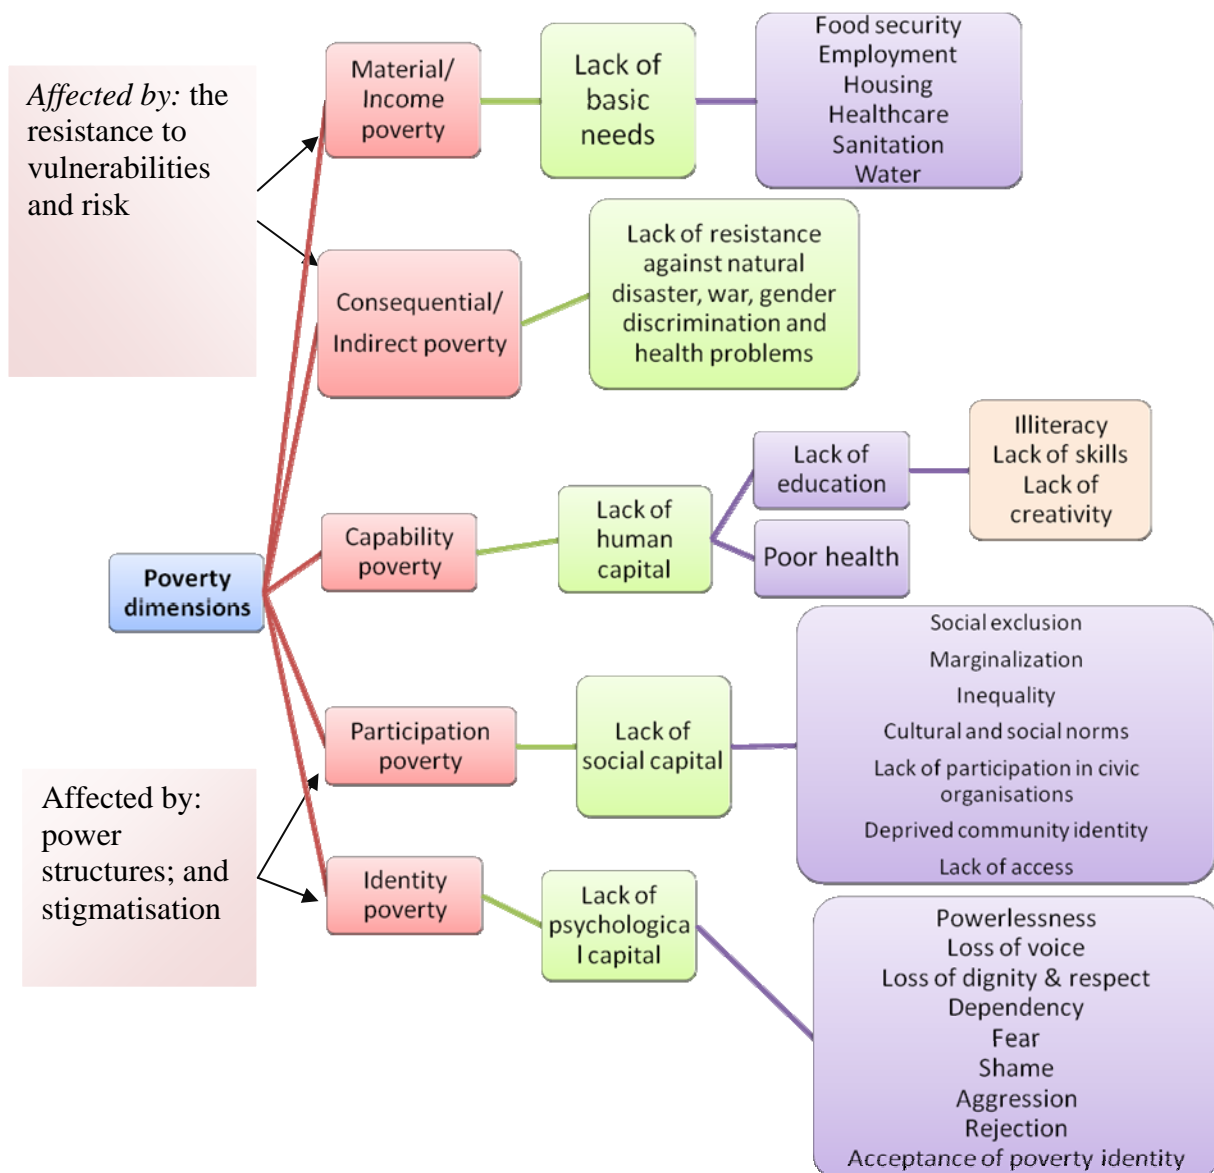 Affected by: the
resistance to
vulnerabilities
and risk
Material/
Income
poverty
Lack of
basic
needs
Food security
Employment
Housing
Healthcare
Sanitation
Water
Consequential/
Indirect poverty
Lack of resistance
against natural
disaster, war, gender
discrimination and
health problems
Poverty
dimensions
Capability
poverty
Lack of
human
capital
Lack of
education
Illiteracy
Lack of skills
Lack of
creativity
Poor health
Participation
poverty
Lack of
social capital
Social exclusion
Marginalization
Inequality
Cultural and social norms
Lack of participation in civic
organisations
Deprived community identity
Lack of access
Affected by:
power
structures; and
stigmatisation
Identity
poverty
Lack of
psychologica
l capital
Powerlessness
Loss of voice
Loss of dignity & respect
Dependency
Fear
Shame
Aggression
Rejection
Acceptance of poverty identity